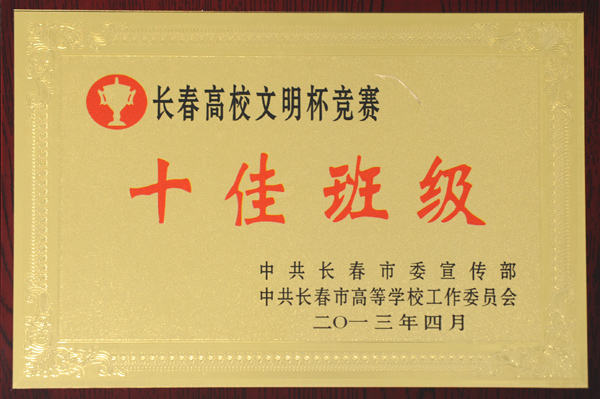 长春高校文明杯竞赛
十佳班级
中共长春市委宣传部
中共长春市高等学校工作委员会
二〇一三年四月